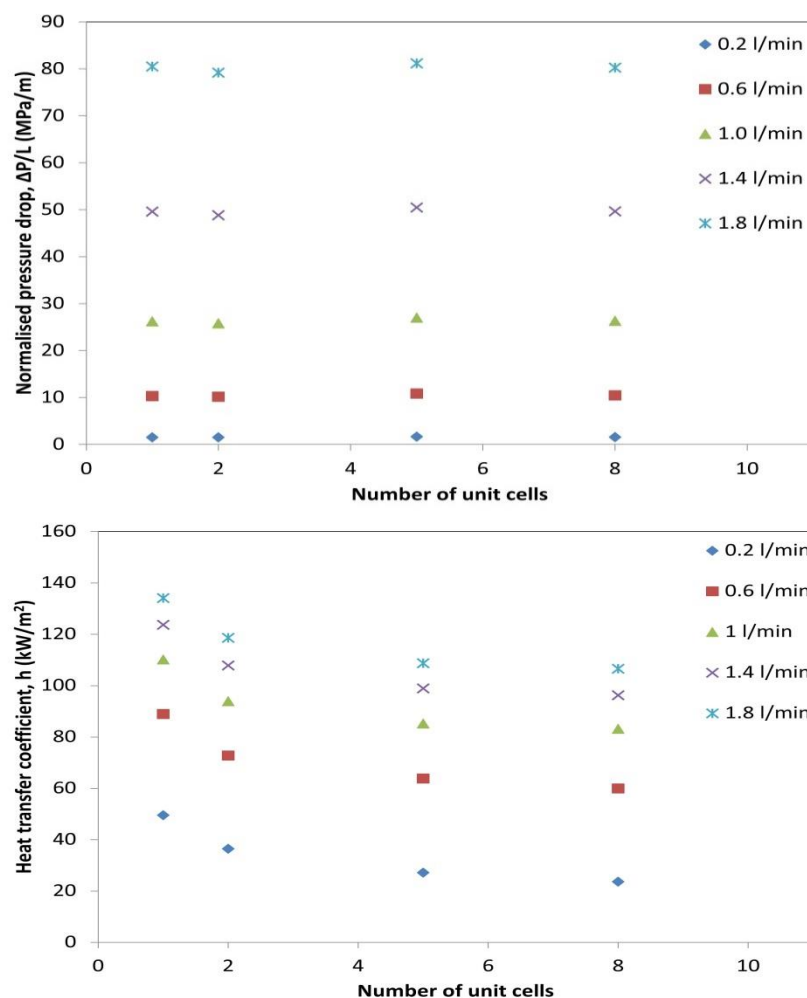 90
80
70
60
50
40
30
20
10
0
Normalised pressure drop, ΔP/L (MPa/m)
0 2 4 6 8 10
Number of unit cells
0.2 l/min
0.6 l/min
1.0 l/min
1.4 l/min
1.8 l/min
160
140
120
100
80
60
40
20
0
Heat transfer coefficient, h (kW/m²)
0 2 4 6 8 10
Number of unit cells
0.2 l/min
0.6 l/min
1 l/min
1.4 l/min
1.8 l/min